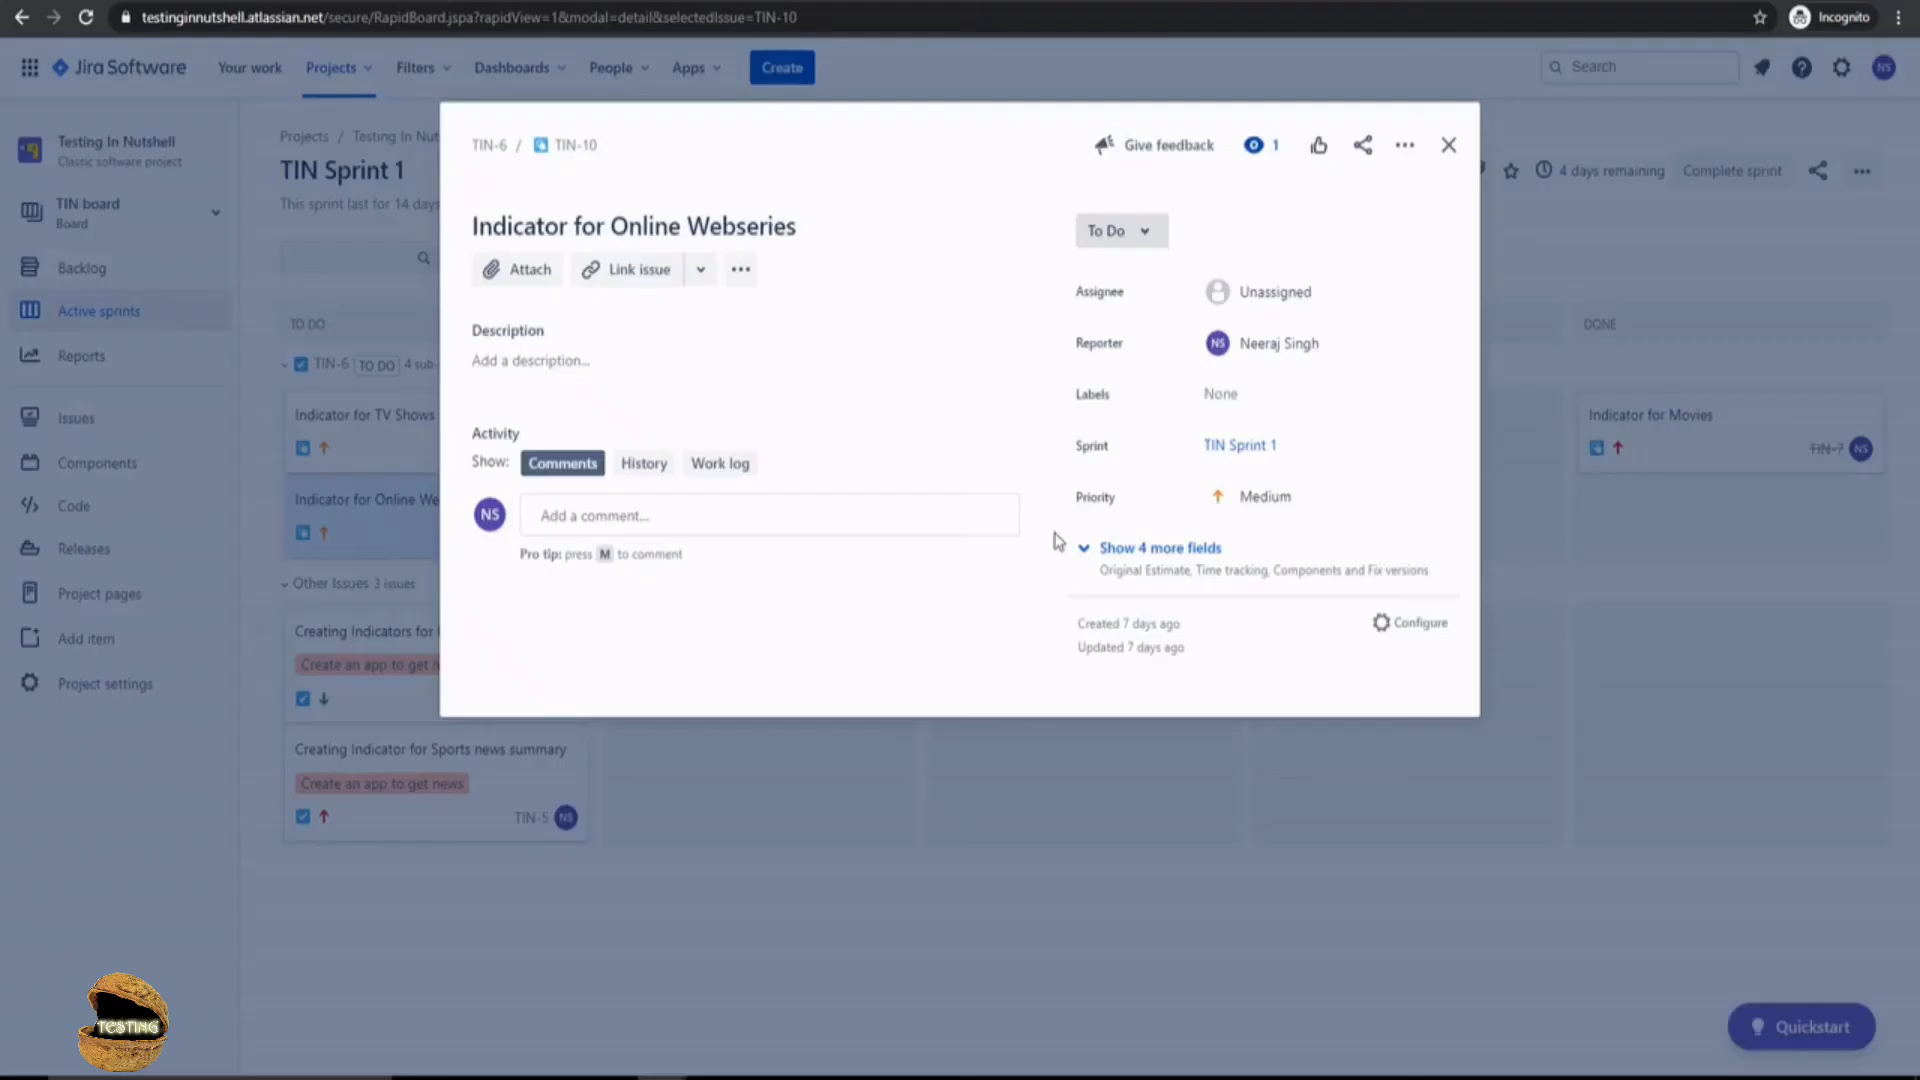 testinginnutshell.atlassian.net/secure/RapidBoard.jspa?rapidView=1&modal=detail&selectedIssue=TIN-10
Incognito
Jira Software
Your work
Projects
Filters
Dashboards
People
Apps
Create
Search
NS
Testing In Nutshell
Classic software project
TIN board
Board
Backlog
Active sprints
Reports
Issues
Components
Code
Releases
Project pages
Add item
Project settings
Projects / Testing In Nut
TIN Sprint 1
This sprint last for 14 days
4 days remaining
Complete sprint
TO DO
DONE
TIN-6 TO DO 4 sub-
Indicator for TV Shows
Indicator for Online We
Other Issues 3 issues
Creating Indicators for
Create an app to get n
Creating Indicator for Sports news summary
Create an app to get news
TIN-5 NS
Indicator for Movies
TIN-7 NS
TIN-6 / TIN-10
Give feedback
1
Indicator for Online Webseries
Attach
Link issue
Description
Add a description...
Activity
Show: Comments History Work log
NS
Add a comment...
Pro tip: press M to comment
To Do
Assignee
Unassigned
Reporter
NS Neeraj Singh
Labels
None
Sprint
TIN Sprint 1
Priority
Medium
Show 4 more fields
Original Estimate, Time tracking, Components and Fix versions
Created 7 days ago
Configure
Updated 7 days ago
TESTING
Quickstart